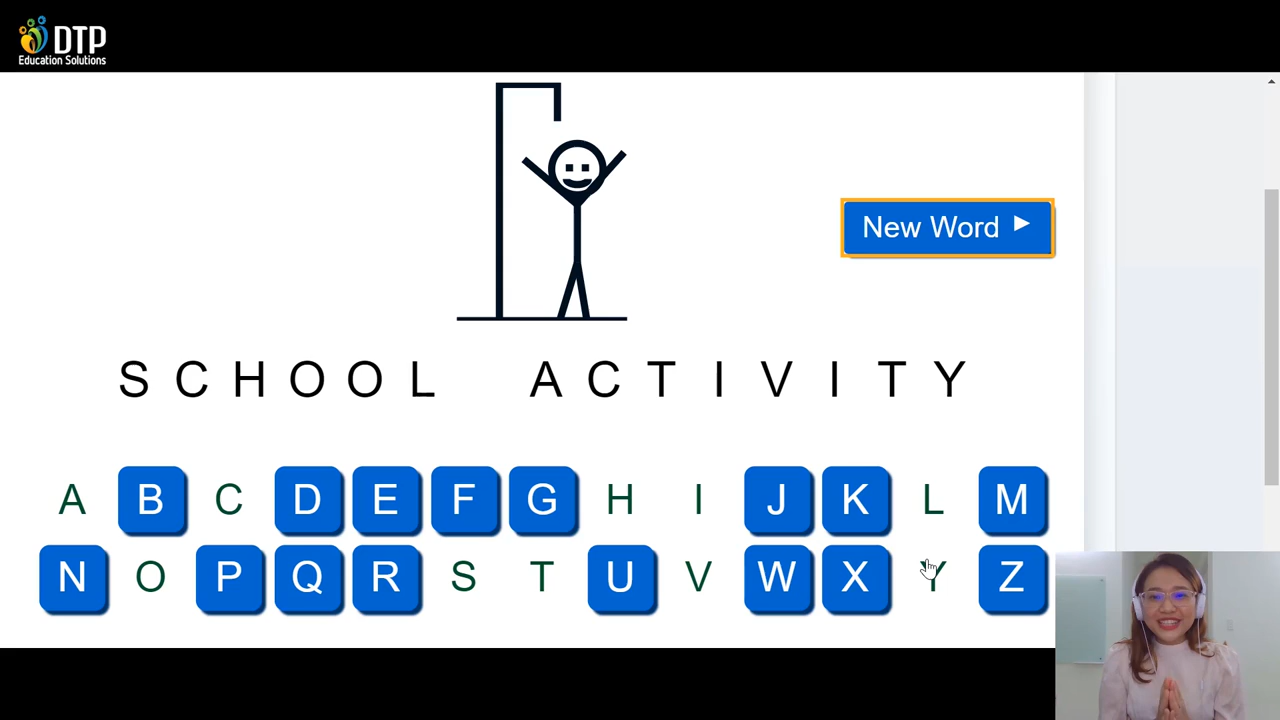 DTP
Education Solutions
New Word
SCHOOL ACTIVITY
A B C D E F G H I J K L M
N O P Q R S T U V W X Y Z